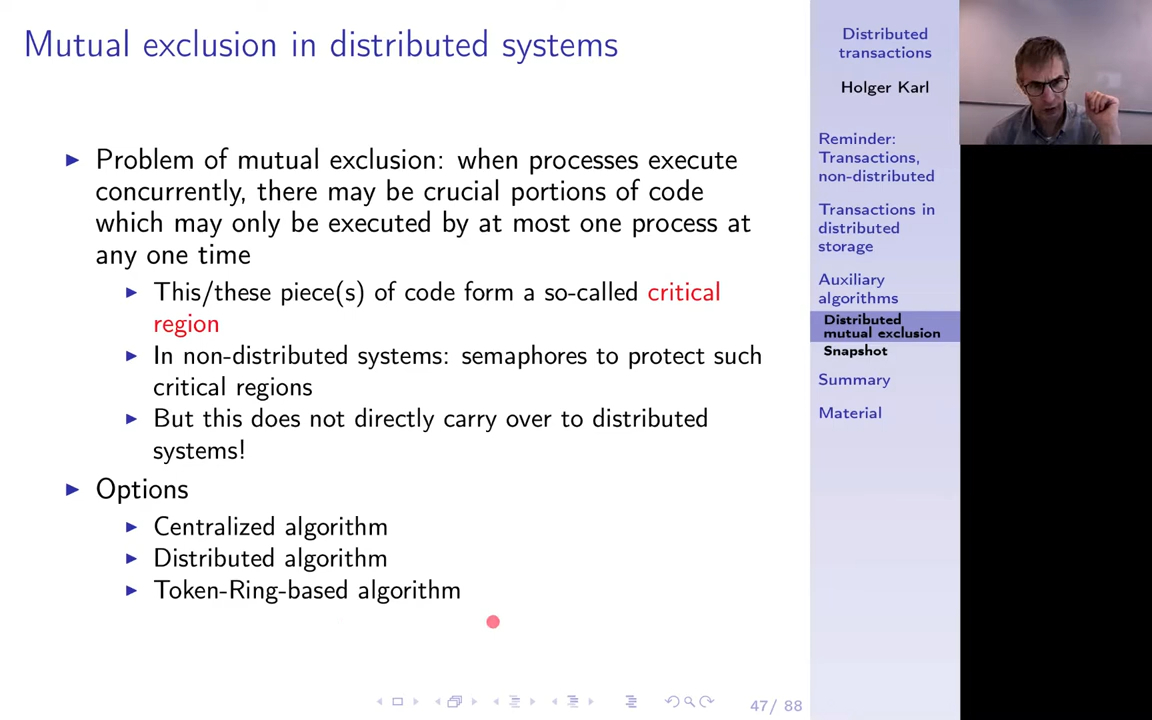 Mutual exclusion in distributed systems
Problem of mutual exclusion: when processes execute
concurrently, there may be crucial portions of code
which may only be executed by at most one process at
any one time
This/these piece(s) of code form a so-called critical
region
In non-distributed systems: semaphores to protect such
critical regions
But this does not directly carry over to distributed
systems!
Options
Centralized algorithm
Distributed algorithm
Token-Ring-based algorithm
Distributed
transactions
Holger Karl
Reminder:
Transactions,
non-distributed
Transactions in
distributed
storage
Auxiliary
algorithms
Distributed
mutual exclusion
Snapshot
Summary
Material
47/ 88